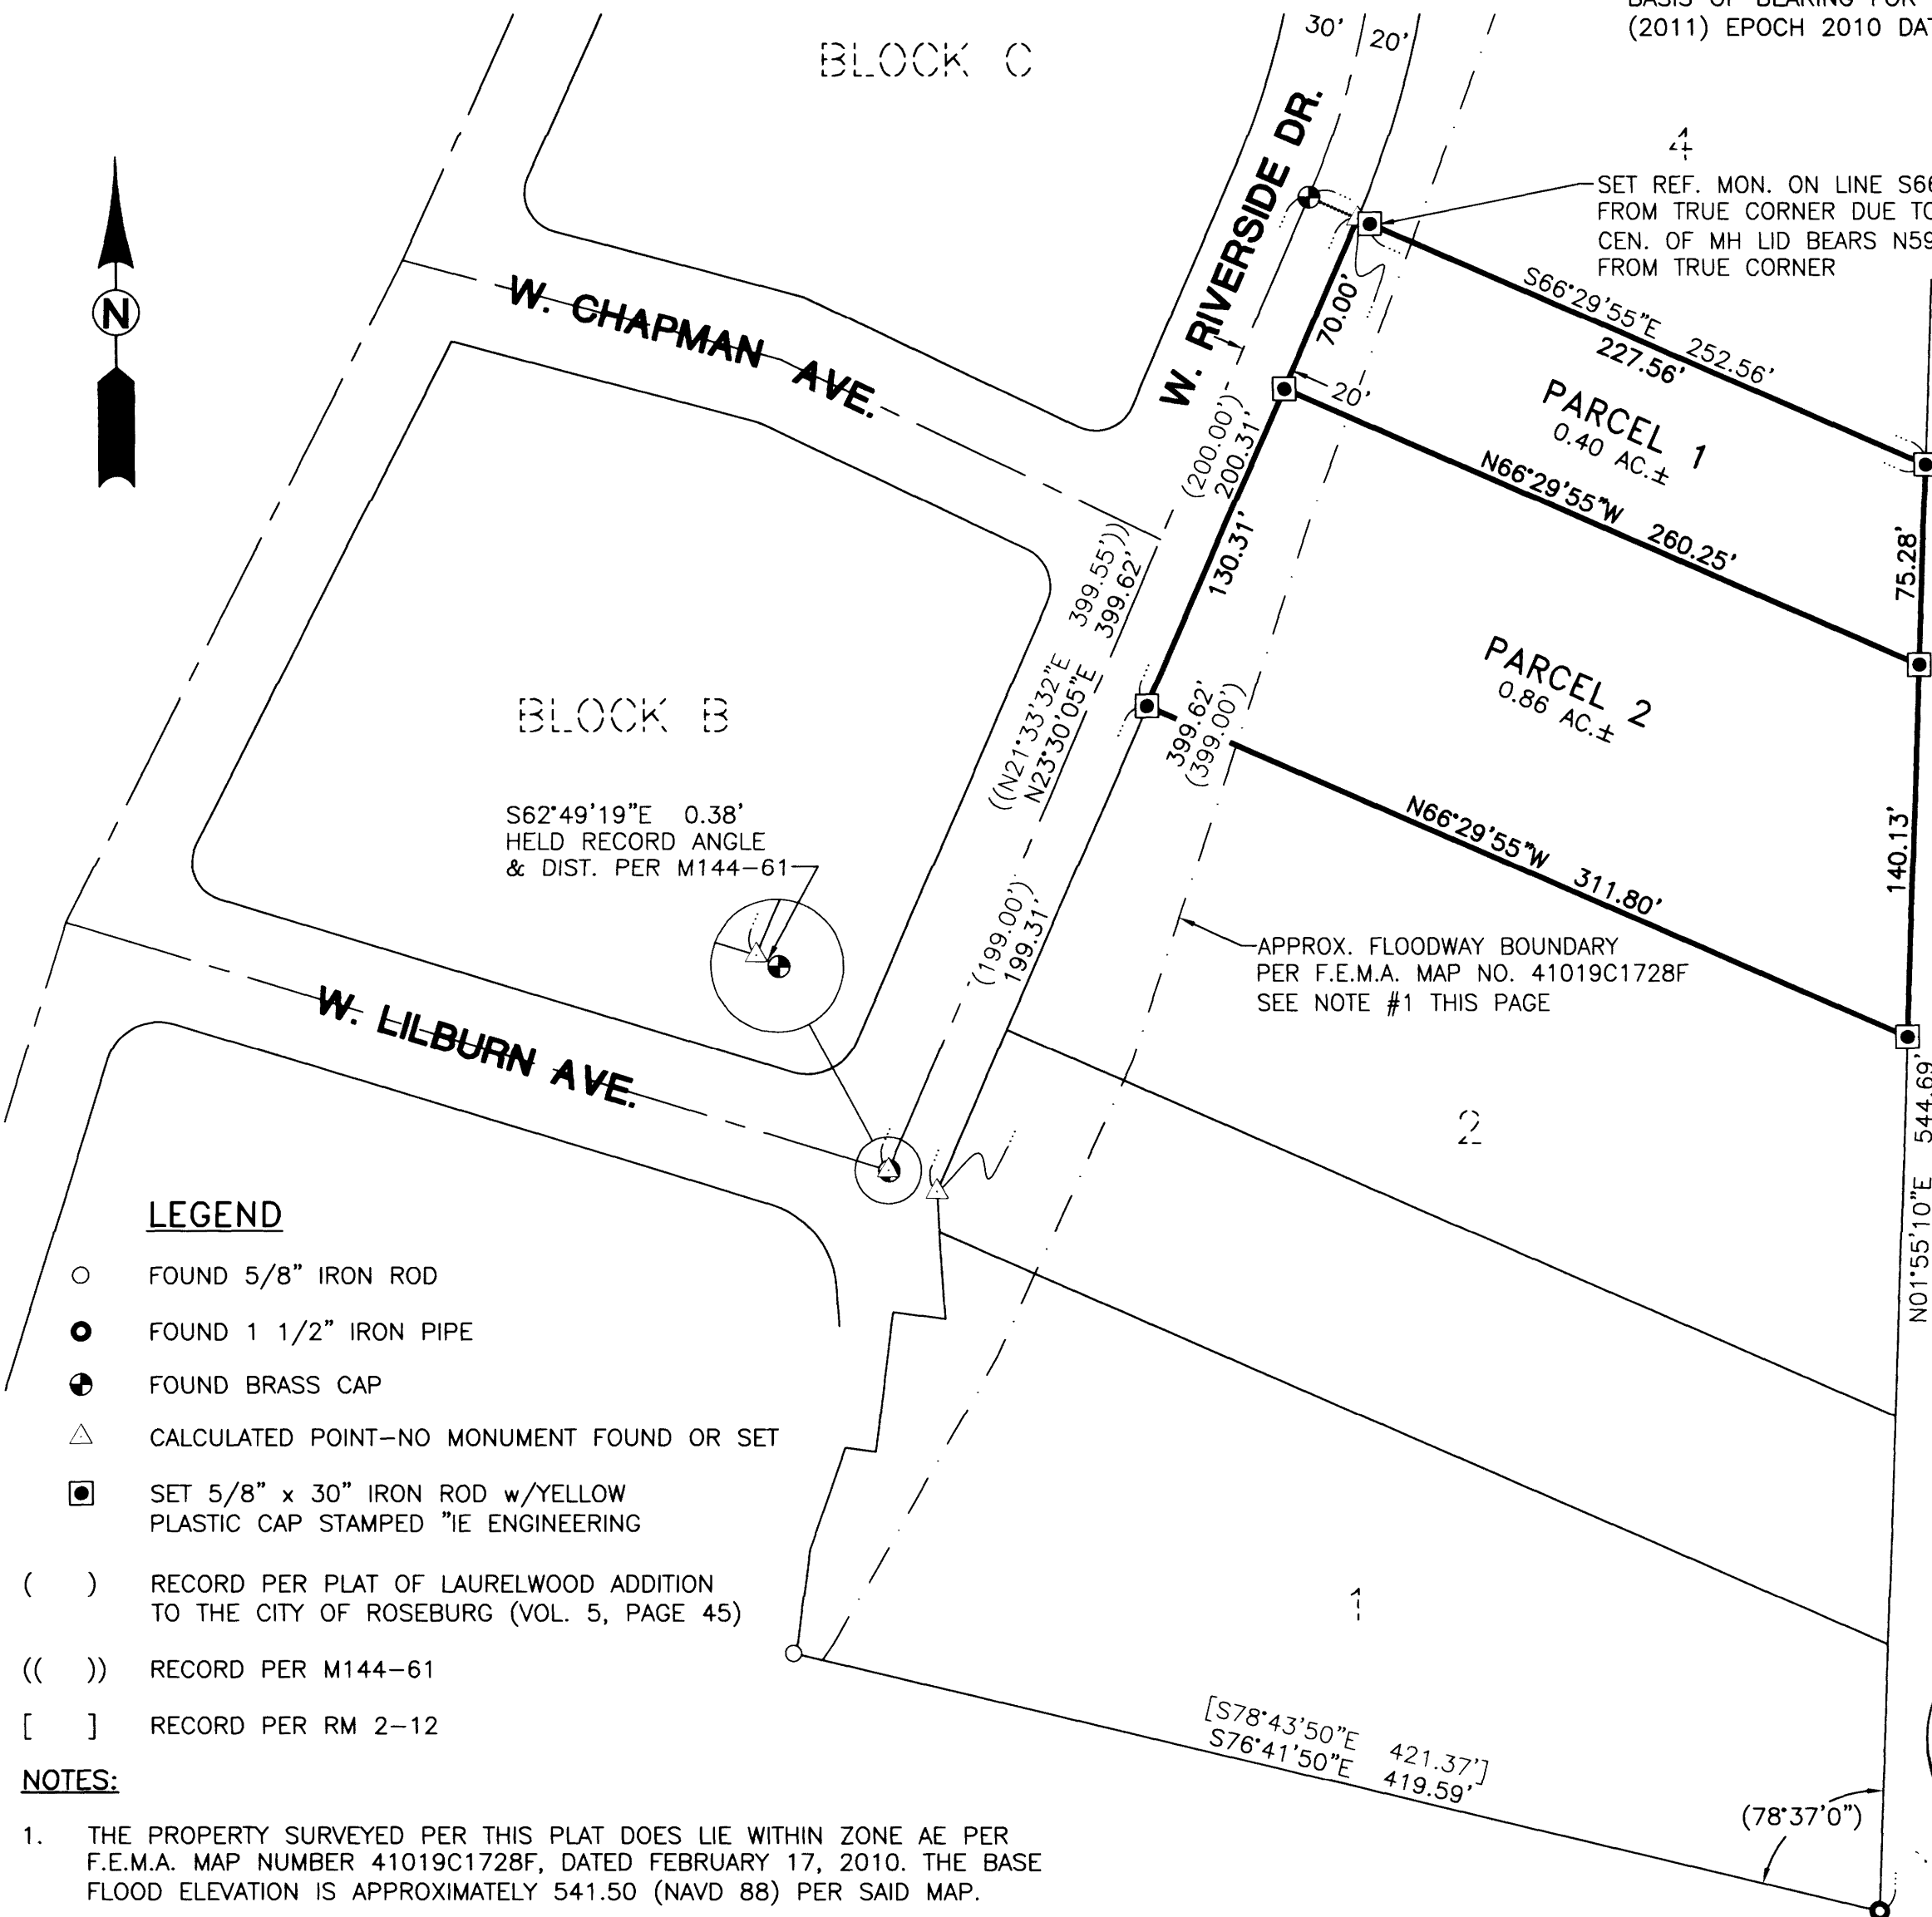 BASIS OF BEARING FOR
(2011) EPOCH 2010 DAT
30'
20'
BLOCK C
W. RIVERSIDE DR.
4
SET REF. MON. ON LINE S66
FROM TRUE CORNER DUE TO
CEN. OF MH LID BEARS N59
FROM TRUE CORNER
N
W. CHAPMAN AVE.
70.00'
S66°29'55"E 252.56'
227.56'
20'
PARCEL 1
0.40 AC.±
(200.00')
200.31'
N66°29'55"W 260.25'
75.28'
130.31'
((N21°33'32"E 399.55'))
N23°30'05"E 399.62'
PARCEL 2
0.86 AC.±
399.62'
(399.00')
BLOCK B
S62°49'19"E 0.38'
HELD RECORD ANGLE
& DIST. PER M144-61
N66°29'55"W 311.80'
140.13'
(199.00')
199.31'
APPROX. FLOODWAY BOUNDARY
PER F.E.M.A. MAP NO. 41019C1728F
SEE NOTE #1 THIS PAGE
W. LILBURN AVE.
2
N01°55'10"E 544.69'
LEGEND
FOUND 5/8" IRON ROD
FOUND 1 1/2" IRON PIPE
FOUND BRASS CAP
CALCULATED POINT-NO MONUMENT FOUND OR SET
SET 5/8" x 30" IRON ROD w/YELLOW
PLASTIC CAP STAMPED "IE ENGINEERING
( ) RECORD PER PLAT OF LAURELWOOD ADDITION
TO THE CITY OF ROSEBURG (VOL. 5, PAGE 45)
(( )) RECORD PER M144-61
[ ] RECORD PER RM 2-12
1
[S78°43'50"E 421.37']
S76°41'50"E 419.59'
(78°37'0")
NOTES:
1. THE PROPERTY SURVEYED PER THIS PLAT DOES LIE WITHIN ZONE AE PER
F.E.M.A. MAP NUMBER 41019C1728F, DATED FEBRUARY 17, 2010. THE BASE
FLOOD ELEVATION IS APPROXIMATELY 541.50 (NAVD 88) PER SAID MAP.